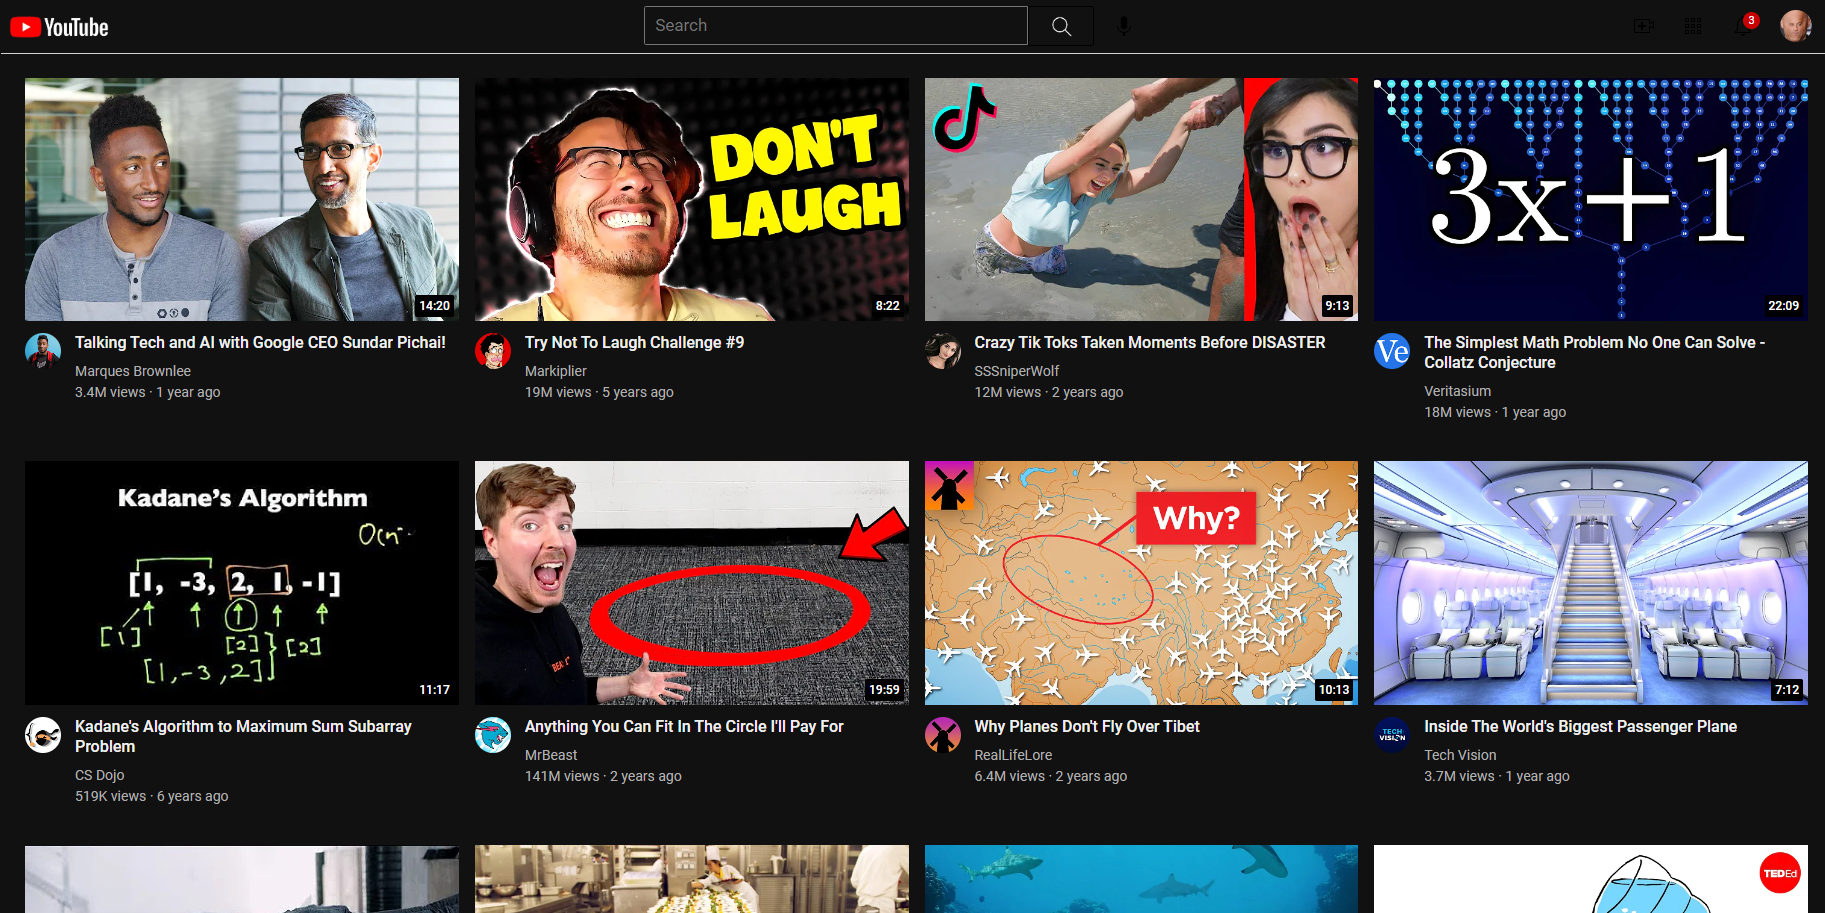 YouTube
Search
3
DON'T
LAUGH
3x+1
14:20
8:22
9:13
22:09
Talking Tech and AI with Google CEO Sundar Pichai!
Marques Brownlee
3.4M views · 1 year ago
Try Not To Laugh Challenge #9
Markiplier
19M views · 5 years ago
Crazy Tik Toks Taken Moments Before DISASTER
SSSniperWolf
12M views · 2 years ago
Ve
The Simplest Math Problem No One Can Solve -
Collatz Conjecture
Veritasium
18M views · 1 year ago
Kadane's Algorithm
[1, -3, 2, 1, -1]
[1]
[2]
[2]
[1,-3,2]
11:17
19:59
Why?
10:13
7:12
Kadane's Algorithm to Maximum Sum Subarray
Problem
CS Dojo
519K views · 6 years ago
Anything You Can Fit In The Circle I'll Pay For
MrBeast
141M views · 2 years ago
Why Planes Don't Fly Over Tibet
RealLifeLore
6.4M views · 2 years ago
TECH
VISION
Inside The World's Biggest Passenger Plane
Tech Vision
3.7M views · 1 year ago
TEDEd